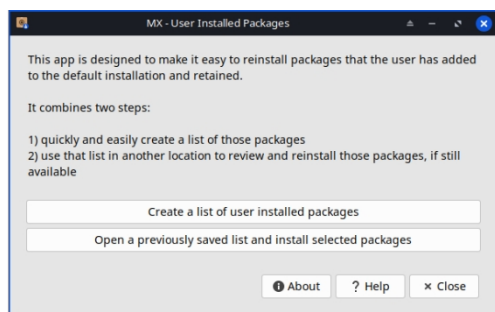 MX - User Installed Packages
This app is designed to make it easy to reinstall packages that the user has added
to the default installation and retained.
It combines two steps:
1) quickly and easily create a list of those packages
2) use that list in another location to review and reinstall those packages, if still
available
Create a list of user installed packages
Open a previously saved list and install selected packages
About ? Help × Close